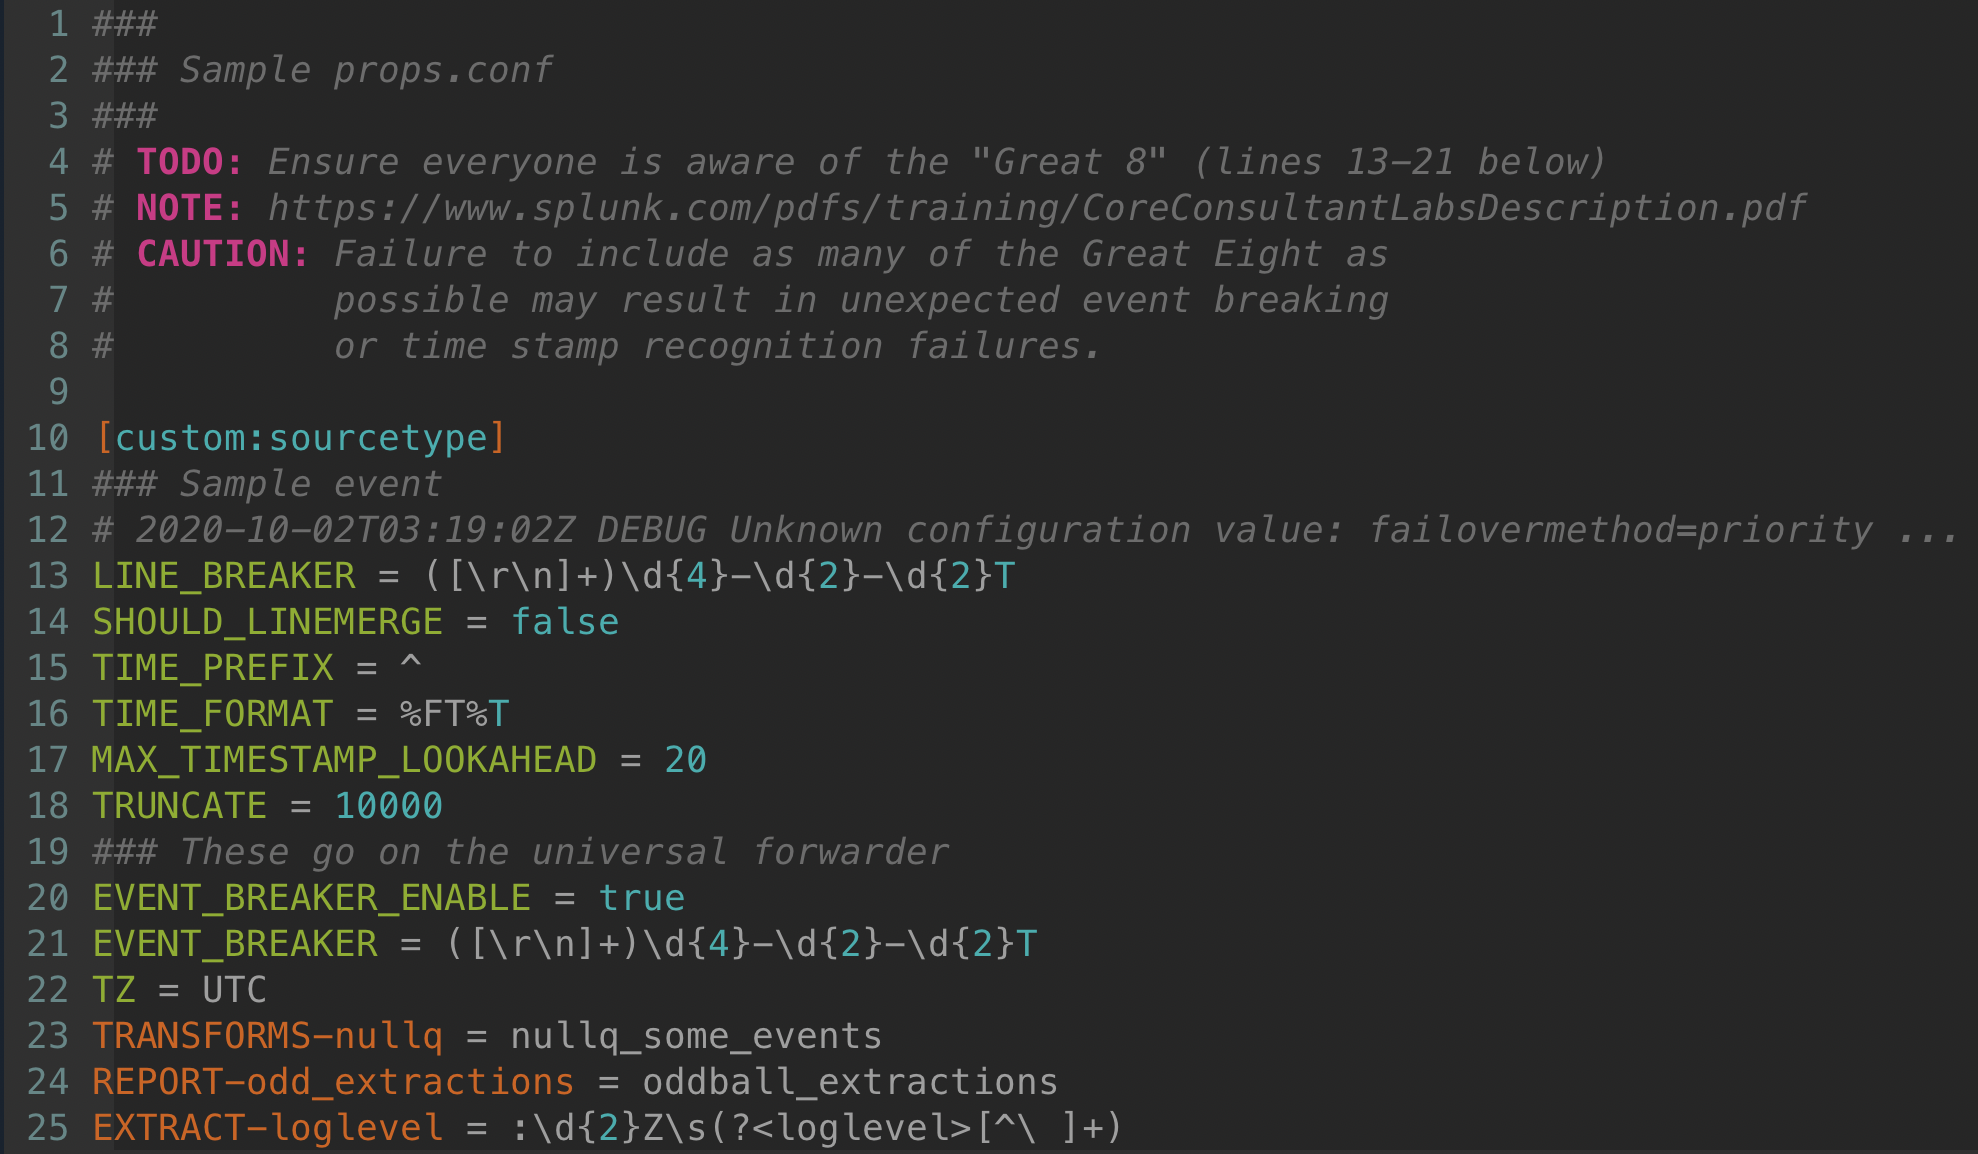 1 ###
2 ### Sample props.conf
3 ###
4 # TODO: Ensure everyone is aware of the "Great 8" (lines 13-21 below)
5 # NOTE: https://www.splunk.com/pdfs/training/CoreConsultantLabsDescription.pdf
6 # CAUTION: Failure to include as many of the Great Eight as
7 #          possible may result in unexpected event breaking
8 #          or time stamp recognition failures.
9
10 [custom:sourcetype]
11 ### Sample event
12 # 2020-10-02T03:19:02Z DEBUG Unknown configuration value: failovermethod=priority ...
13 LINE_BREAKER = ([\r\n]+)\d{4}-\d{2}-\d{2}T
14 SHOULD_LINEMERGE = false
15 TIME_PREFIX = ^
16 TIME_FORMAT = %FT%T
17 MAX_TIMESTAMP_LOOKAHEAD = 20
18 TRUNCATE = 10000
19 ### These go on the universal forwarder
20 EVENT_BREAKER_ENABLE = true
21 EVENT_BREAKER = ([\r\n]+)\d{4}-\d{2}-\d{2}T
22 TZ = UTC
23 TRANSFORMS-nullq = nullq_some_events
24 REPORT-odd_extractions = oddball_extractions
25 EXTRACT-loglevel = :\d{2}Z\s(?<loglevel>[^\ ]+)